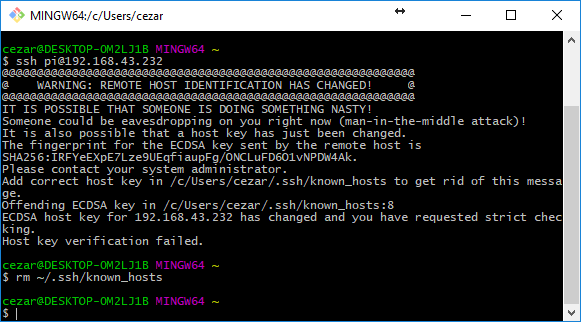 MINGW64:/c/Users/cezar
cezar@DESKTOP-OM2LJ1B MINGW64 ~
$ ssh pi@192.168.43.232
@@@@@@@@@@@@@@@@@@@@@@@@@@@@@@@@@@@@@@@@@@@@@@@@@@@@@@@@@@@
@    WARNING: REMOTE HOST IDENTIFICATION HAS CHANGED!     @
@@@@@@@@@@@@@@@@@@@@@@@@@@@@@@@@@@@@@@@@@@@@@@@@@@@@@@@@@@@
IT IS POSSIBLE THAT SOMEONE IS DOING SOMETHING NASTY!
Someone could be eavesdropping on you right now (man-in-the-middle attack)!
It is also possible that a host key has just been changed.
The fingerprint for the ECDSA key sent by the remote host is
SHA256:IRFYeEXpE7Lze9UEqfiaupFg/ONCLuFD6O1vNPDW4Ak.
Please contact your system administrator.
Add correct host key in /c/Users/cezar/.ssh/known_hosts to get rid of this messa
ge.
Offending ECDSA key in /c/Users/cezar/.ssh/known_hosts:8
ECDSA host key for 192.168.43.232 has changed and you have requested strict chec
king.
Host key verification failed.
cezar@DESKTOP-OM2LJ1B MINGW64 ~
$ rm ~/.ssh/known_hosts
cezar@DESKTOP-OM2LJ1B MINGW64 ~
$